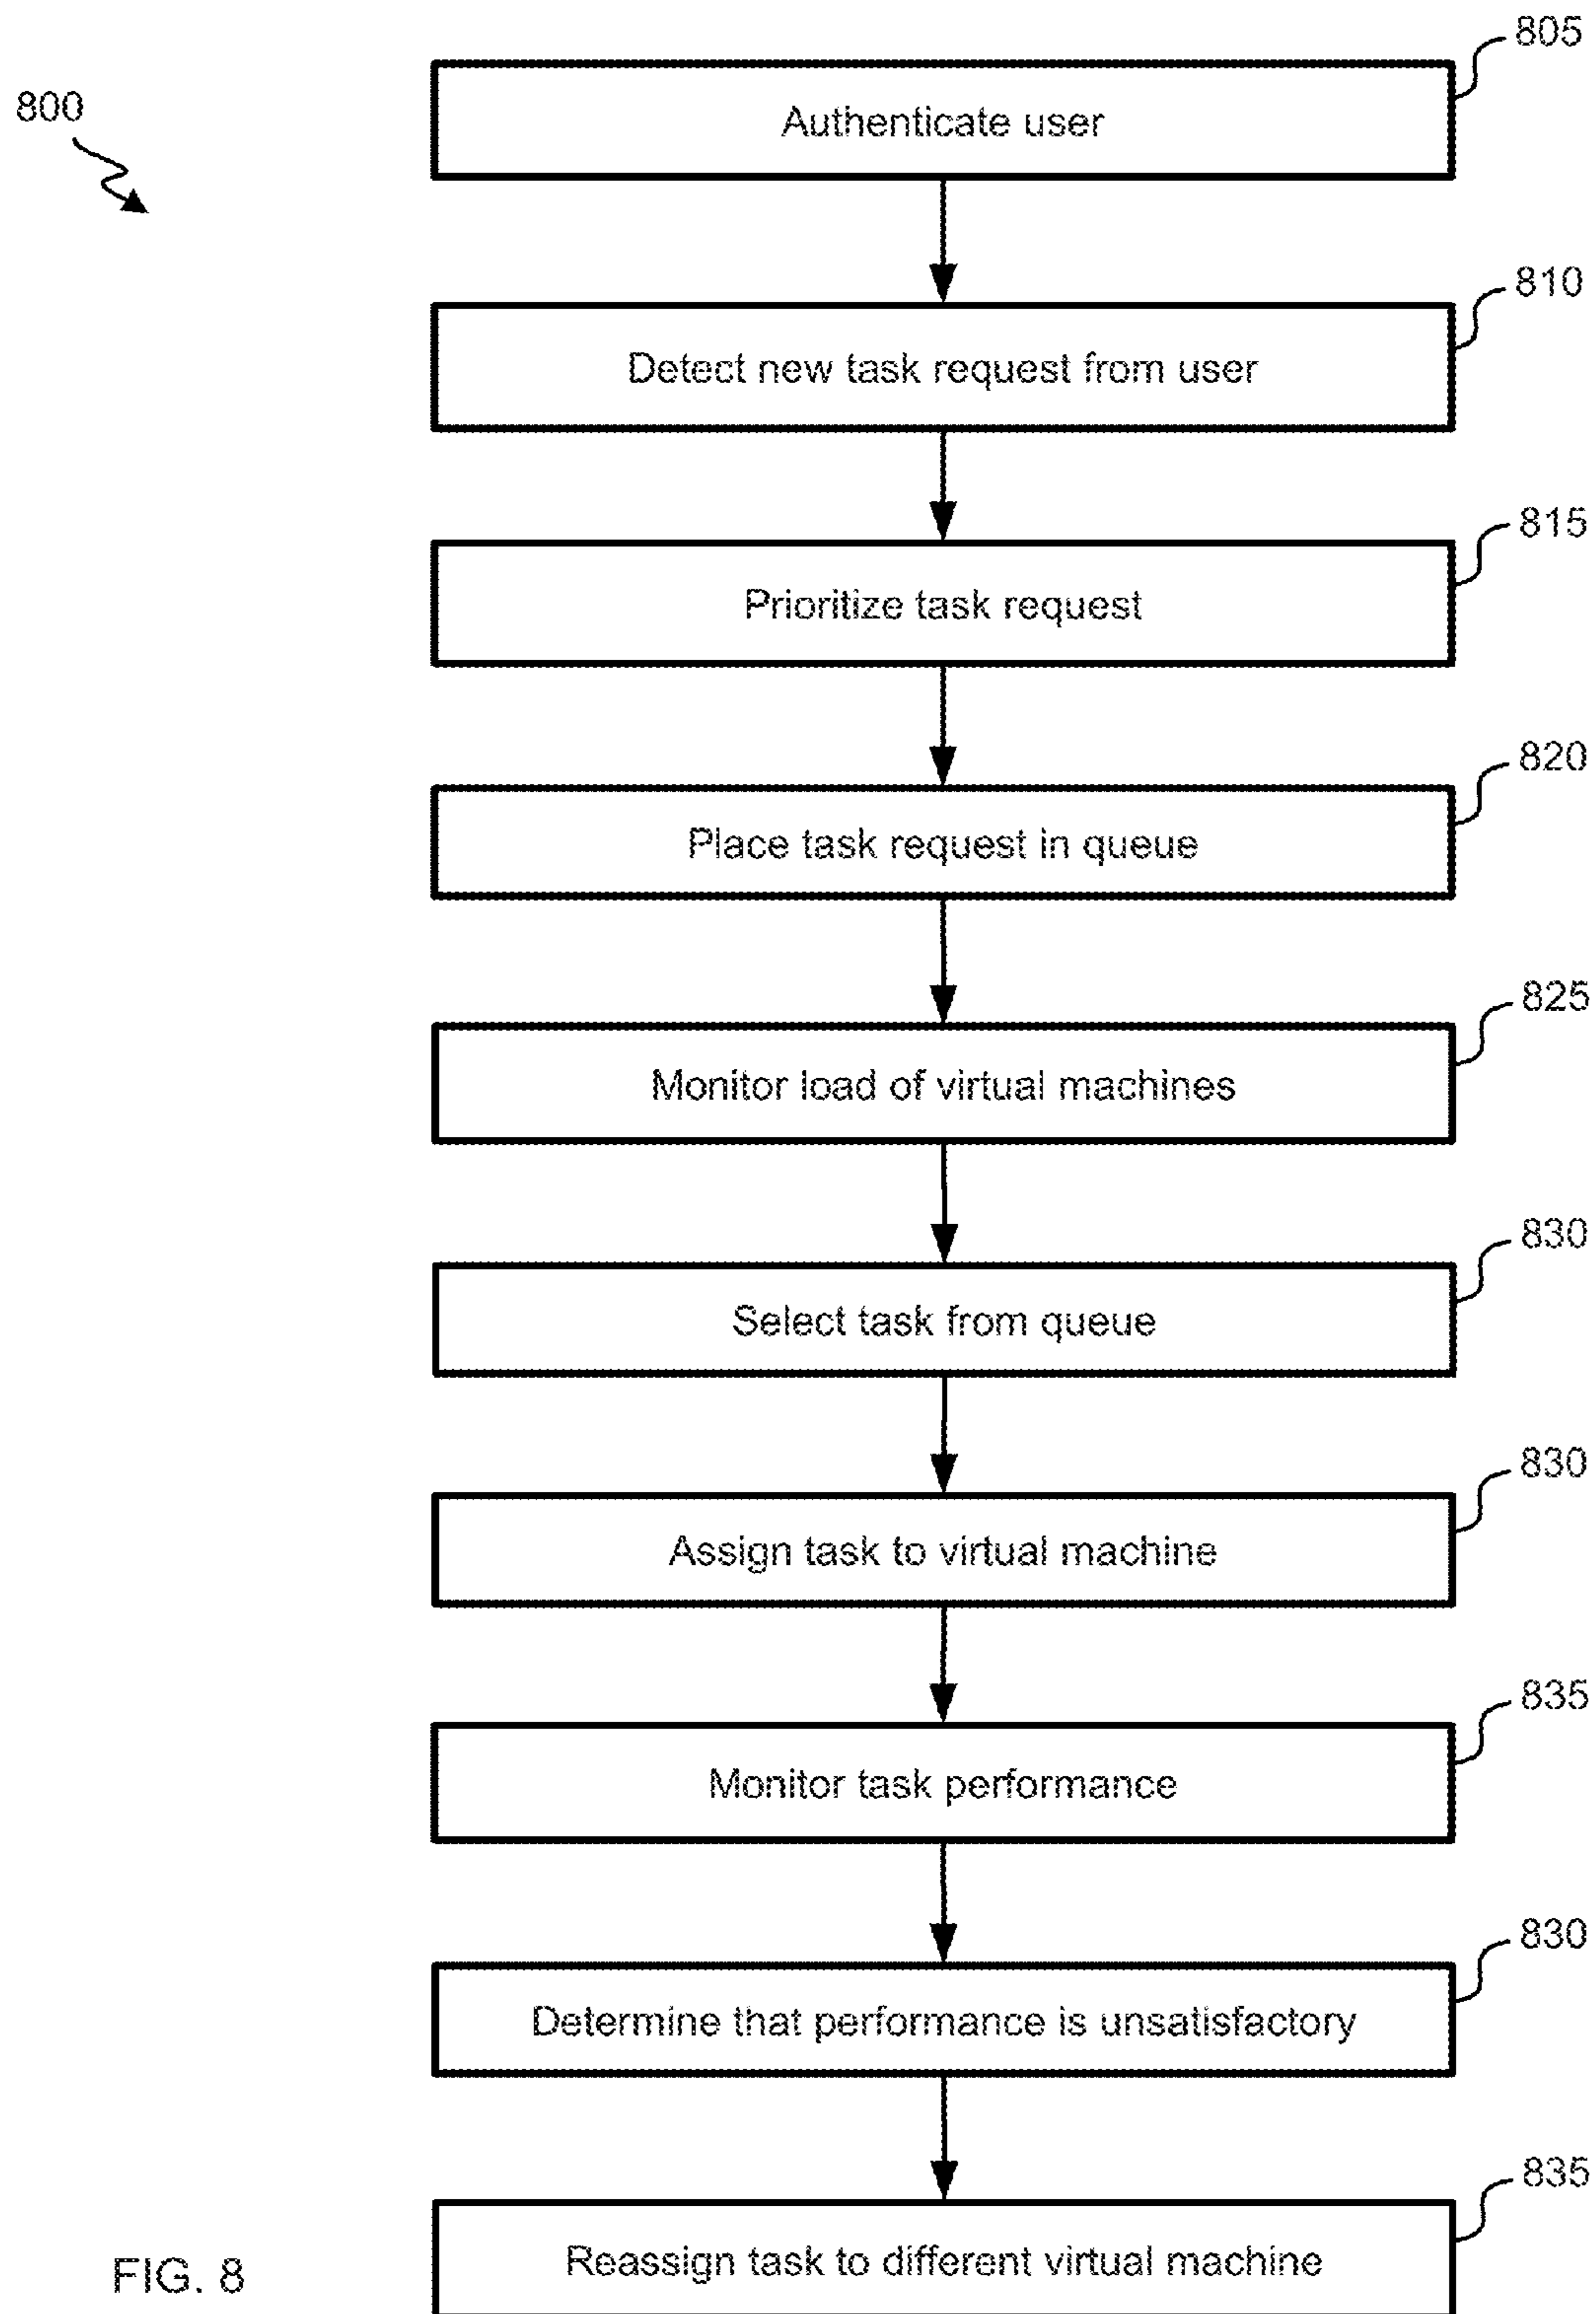 800
805
Authenticate user
810
Detect new task request from user
815
Prioritize task request
820
Place task request in queue
825
Monitor load of virtual machines
830
Select task from queue
830
Assign task to virtual machine
835
Monitor task performance
830
Determine that performance is unsatisfactory
835
Reassign task to different virtual machine
FIG. 8